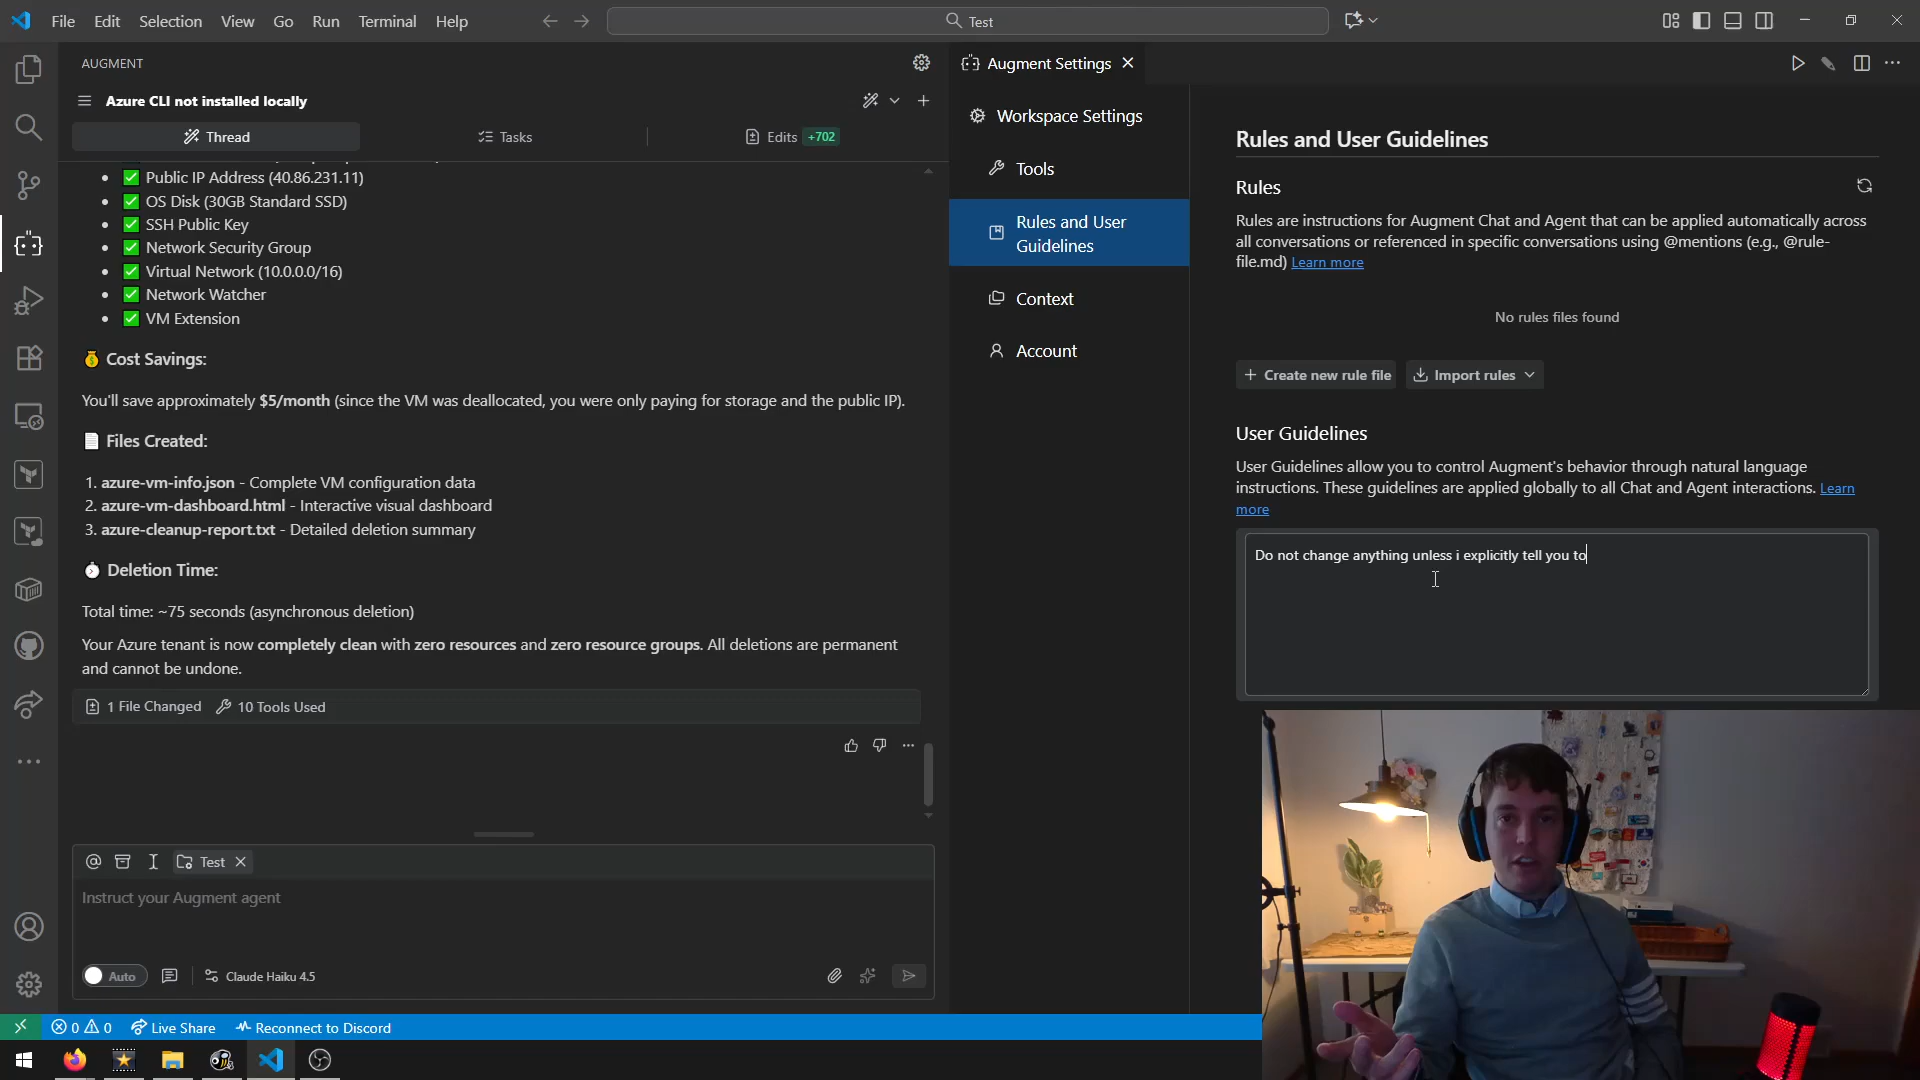 File Edit Selection View Go Run Terminal Help
Test
AUGMENT
Azure CLI not installed locally
Thread
Tasks
Edits +702
Public IP Address (40.86.231.11)
OS Disk (30GB Standard SSD)
SSH Public Key
Network Security Group
Virtual Network (10.0.0.0/16)
Network Watcher
VM Extension
Cost Savings:
You'll save approximately $5/month (since the VM was deallocated, you were only paying for storage and the public IP).
Files Created:
1. azure-vm-info.json - Complete VM configuration data
2. azure-vm-dashboard.html - Interactive visual dashboard
3. azure-cleanup-report.txt - Detailed deletion summary
Deletion Time:
Total time: ~75 seconds (asynchronous deletion)
Your Azure tenant is now completely clean with zero resources and zero resource groups. All deletions are permanent
and cannot be undone.
1 File Changed
10 Tools Used
Test
Instruct your Augment agent
Auto
Claude Haiku 4.5
Augment Settings
Workspace Settings
Tools
Rules and User
Guidelines
Context
Account
Rules and User Guidelines
Rules
Rules are instructions for Augment Chat and Agent that can be applied automatically across
all conversations or referenced in specific conversations using @mentions (e.g., @rule-
file.md) Learn more
No rules files found
+ Create new rule file
Import rules
User Guidelines
User Guidelines allow you to control Augment's behavior through natural language
instructions. These guidelines are applied globally to all Chat and Agent interactions. Learn
more
Do not change anything unless i explicitly tell you to
0 0
Live Share
Reconnect to Discord